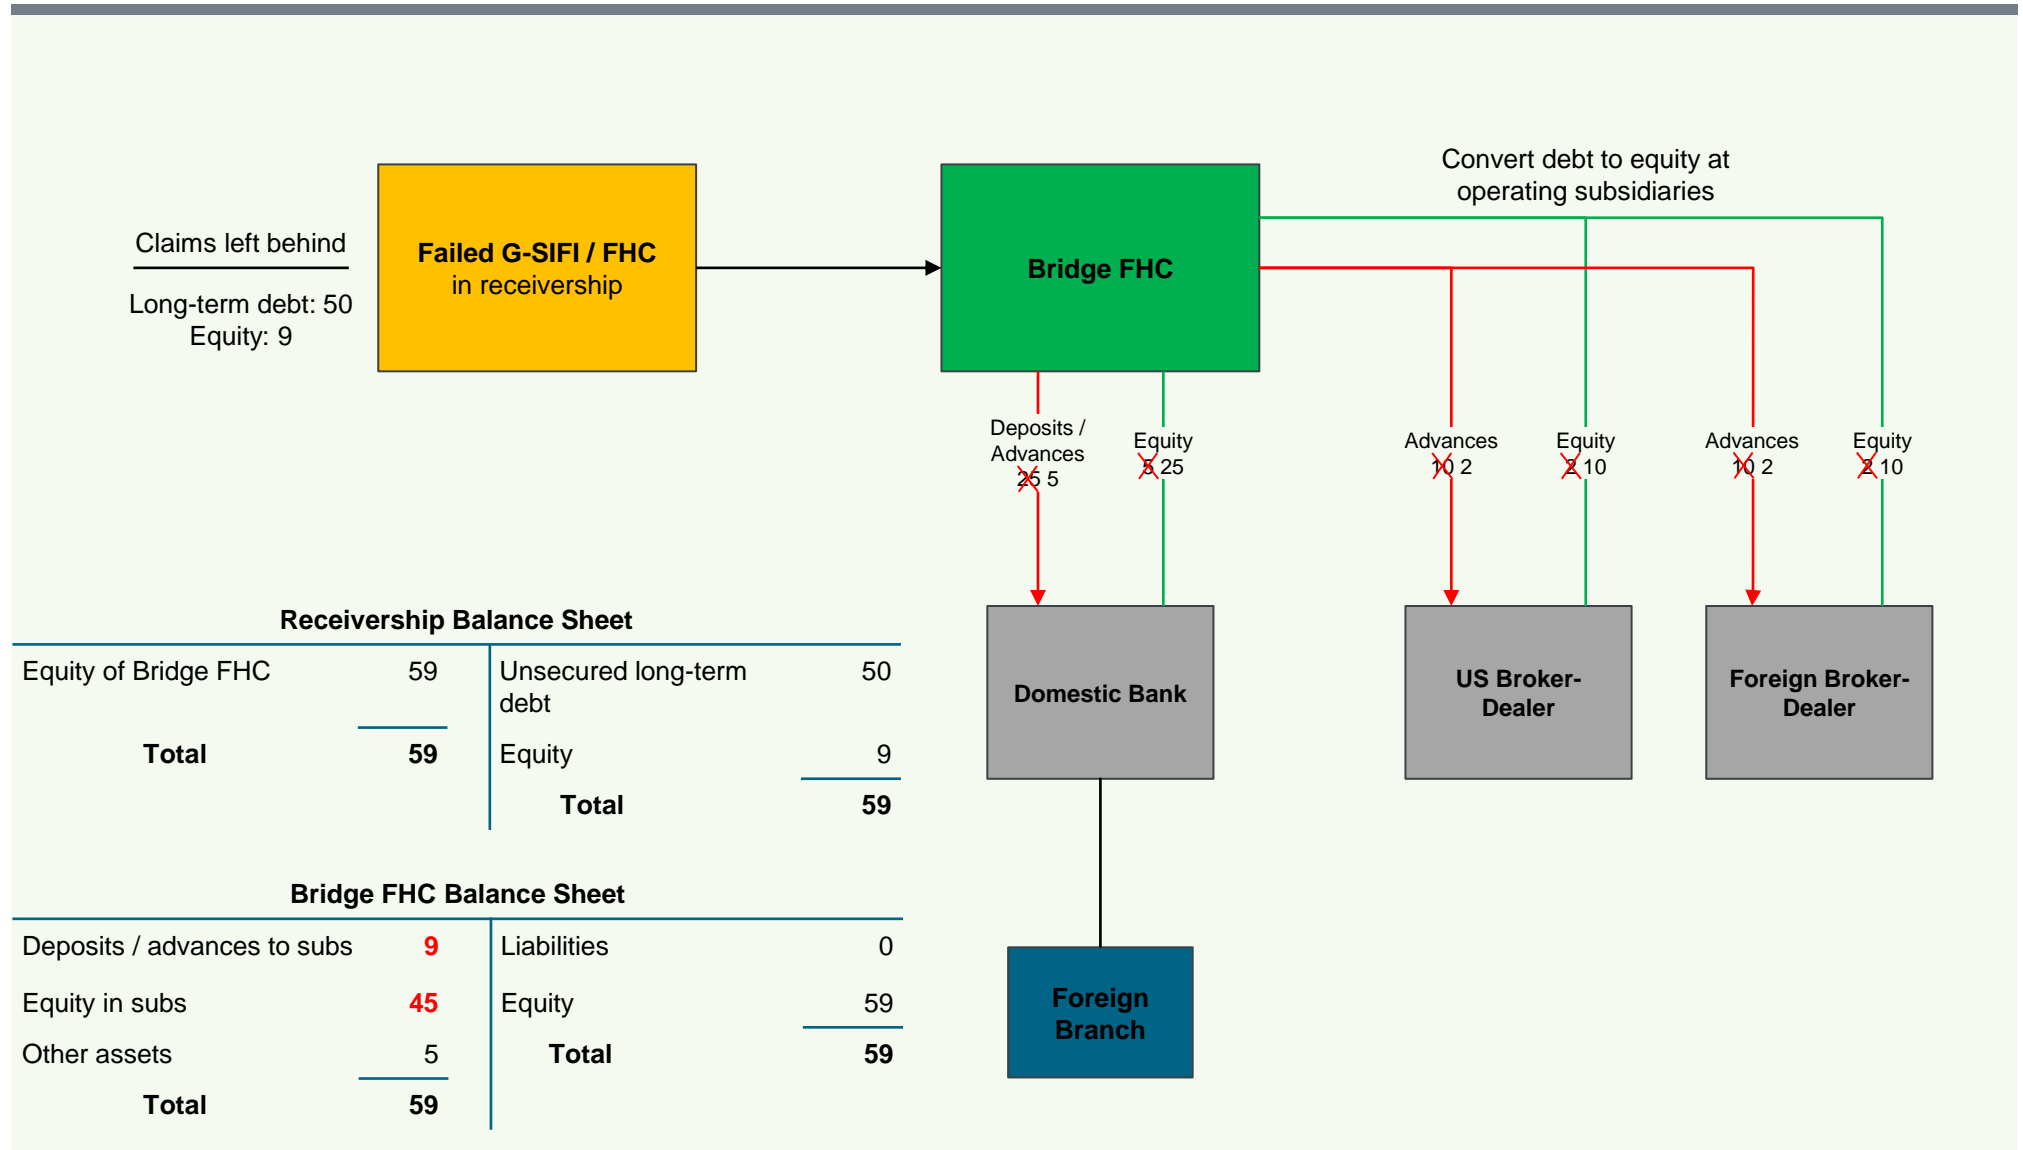 Convert debt to equity at
operating subsidiaries
Claims left behind
Long-term debt: 50
Equity: 9
Failed G-SIFI / FHC
in receivership
Bridge FHC
Deposits /
Advances
25 5
Equity
5 25
Advances
10 2
Equity
2 10
Advances
10 2
Equity
2 10
Domestic Bank
US Broker-
Dealer
Foreign Broker-
Dealer
Foreign
Branch
Receivership Balance Sheet
Equity of Bridge FHC 59 Unsecured long-term 50
debt
Total 59 Equity 9
Total 59
Bridge FHC Balance Sheet
Deposits / advances to subs 9 Liabilities 0
Equity in subs 45 Equity 59
Other assets 5 Total 59
Total 59